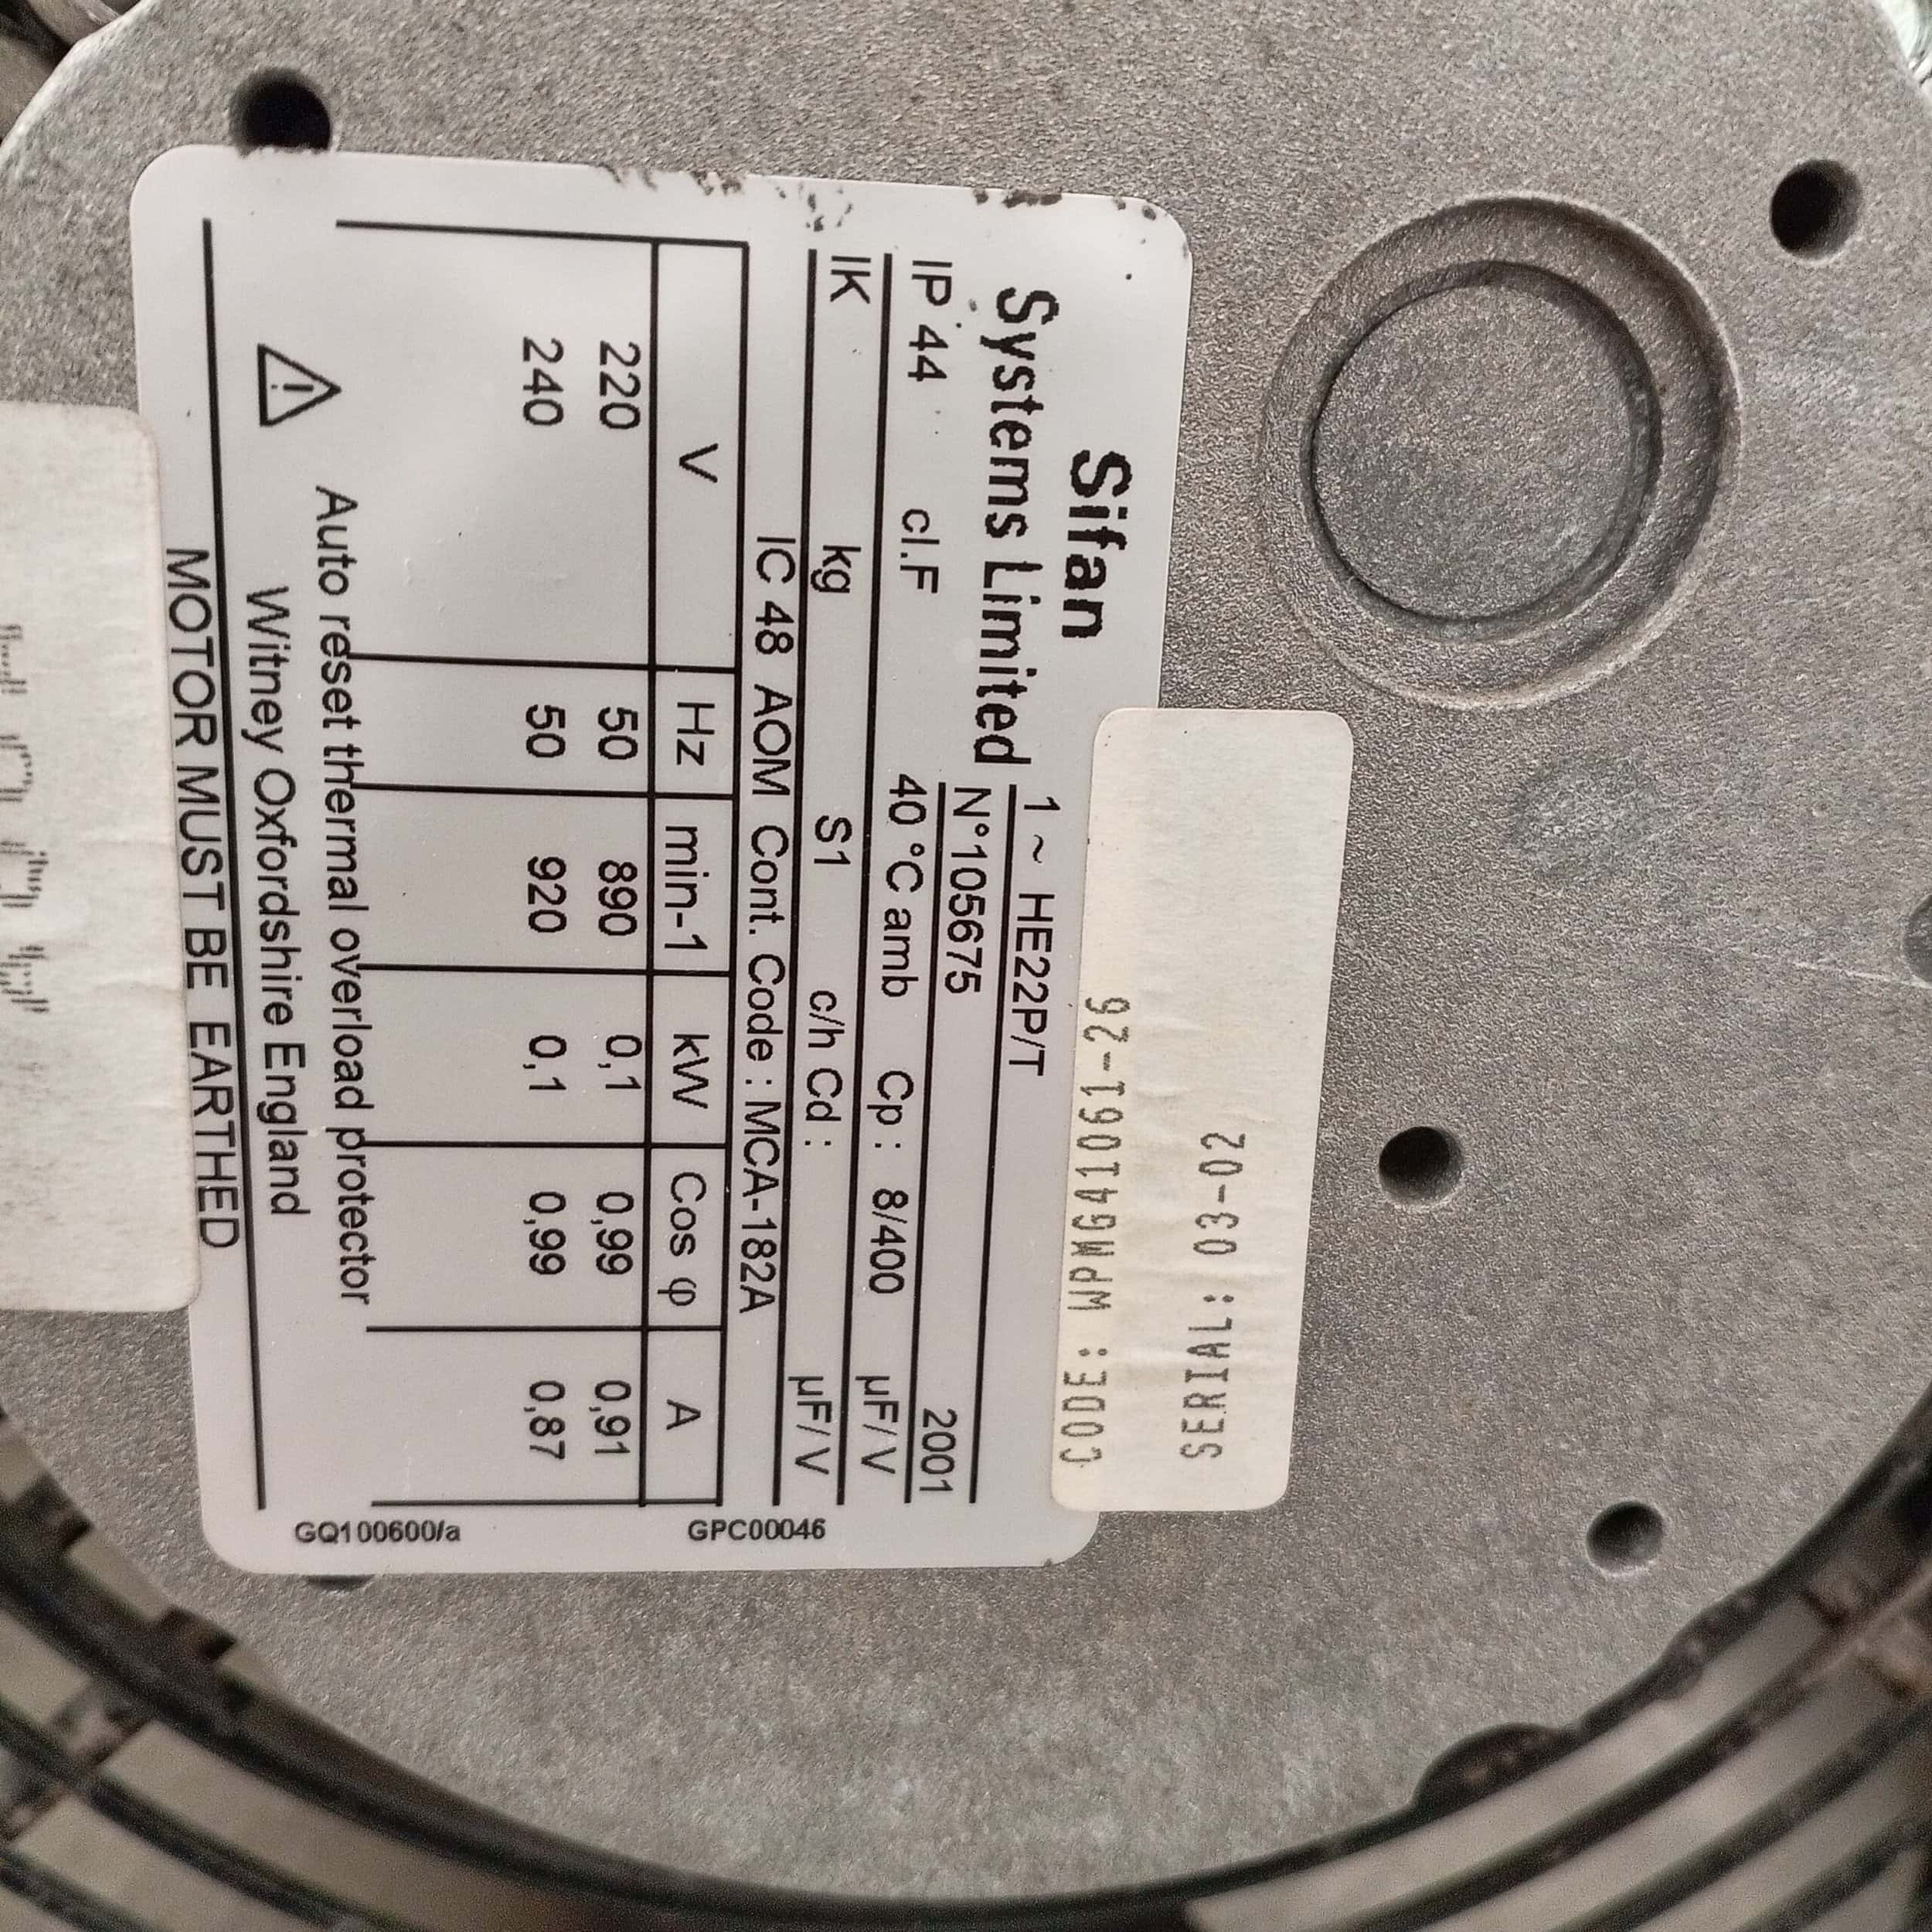 Sifan
Systems Limited
1 ~ HE22P/T
N°105675 2001
IP 44 cl.F 40 °C amb Cp : 8/400 µF/V
IK kg S1 c/h Cd : µF/V
IC 48 AOM Cont. Code : MCA-182A
V Hz min-1 kW Cos φ A
220 50 890 0,1 0,99 0,91
240 50 920 0,1 0,99 0,87
Auto reset thermal overload protector
Witney Oxfordshire England
MOTOR MUST BE EARTHED
GPC00046
GQ100600/a
CODE: WPMG41061-26
SERIAL: 03-02